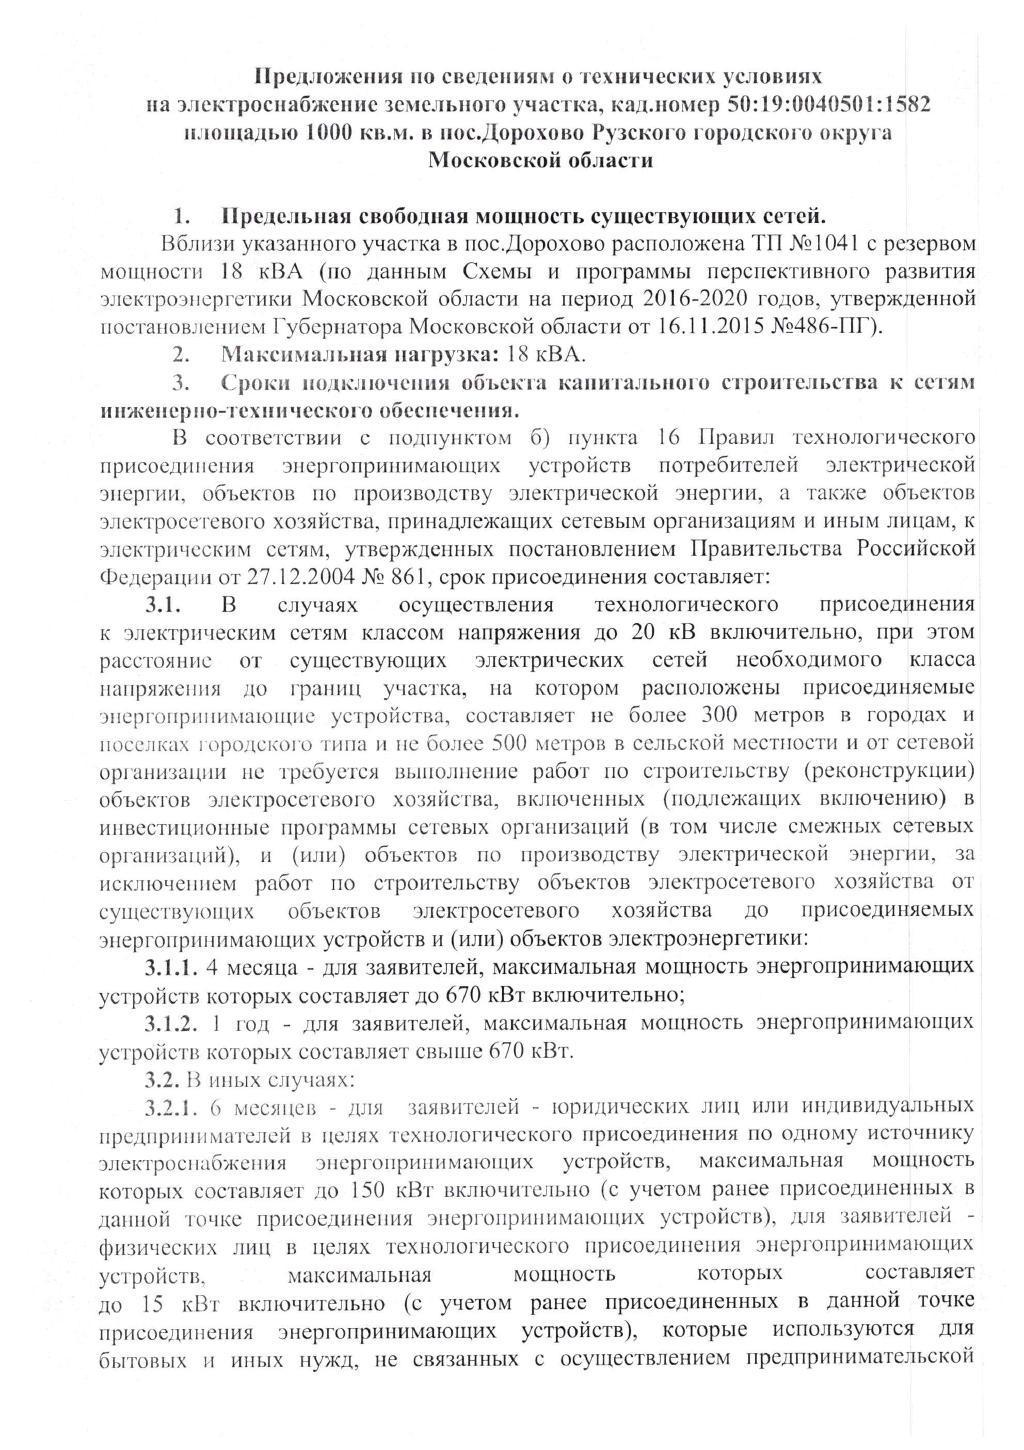 Предложения по сведениям о технических условиях
на электроснабжение земельного участка, кад.номер 50:19:0040501:1582
площадью 1000 кв.м. в пос.Дорохово Рузского городского округа
Московской области
1. Предельная свободная мощность существующих сетей.
Вблизи указанного участка в пос.Дорохово расположена ТП №1041 с резервом
мощности 18 кВА (по данным Схемы и программы перспективного развития
электроэнергетики Московской области на период 2016-2020 годов, утвержденной
постановлением Губернатора Московской области от 16.11.2015 №486-ПГ).
2. Максимальная нагрузка: 18 кВА.
3. Сроки подключения объекта капитального строительства к сетям
инженерно-технического обеспечения.
В соответствии с подпунктом б) пункта 16 Правил технологического
присоединения энергопринимающих устройств потребителей электрической
энергии, объектов по производству электрической энергии, а также объектов
электросетевого хозяйства, принадлежащих сетевым организациям и иным лицам, к
электрическим сетям, утвержденных постановлением Правительства Российской
Федерации от 27.12.2004 № 861, срок присоединения составляет:
3.1. В случаях осуществления технологического присоединения
к электрическим сетям классом напряжения до 20 кВ включительно, при этом
расстояние от существующих электрических сетей необходимого класса
напряжения до границ участка, на котором расположены присоединяемые
энергопринимающие устройства, составляет не более 300 метров в городах и
поселках городского типа и не более 500 метров в сельской местности и от сетевой
организации не требуется выполнение работ по строительству (реконструкции)
объектов электросетевого хозяйства, включенных (подлежащих включению) в
инвестиционные программы сетевых организаций (в том числе смежных сетевых
организаций), и (или) объектов по производству электрической энергии, за
исключением работ по строительству объектов электросетевого хозяйства от
существующих объектов электросетевого хозяйства до присоединяемых
энергопринимающих устройств и (или) объектов электроэнергетики:
3.1.1. 4 месяца - для заявителей, максимальная мощность энергопринимающих
устройств которых составляет до 670 кВт включительно;
3.1.2. 1 год - для заявителей, максимальная мощность энергопринимающих
устройств которых составляет свыше 670 кВт.
3.2. В иных случаях:
3.2.1. 6 месяцев - для заявителей - юридических лиц или индивидуальных
предпринимателей в целях технологического присоединения по одному источнику
электроснабжения энергопринимающих устройств, максимальная мощность
которых составляет до 150 кВт включительно (с учетом ранее присоединенных в
данной точке присоединения энергопринимающих устройств), для заявителей -
физических лиц в целях технологического присоединения энергопринимающих
устройств, максимальная мощность которых составляет
до 15 кВт включительно (с учетом ранее присоединенных в данной точке
присоединения энергопринимающих устройств), которые используются для
бытовых и иных нужд, не связанных с осуществлением предпринимательской